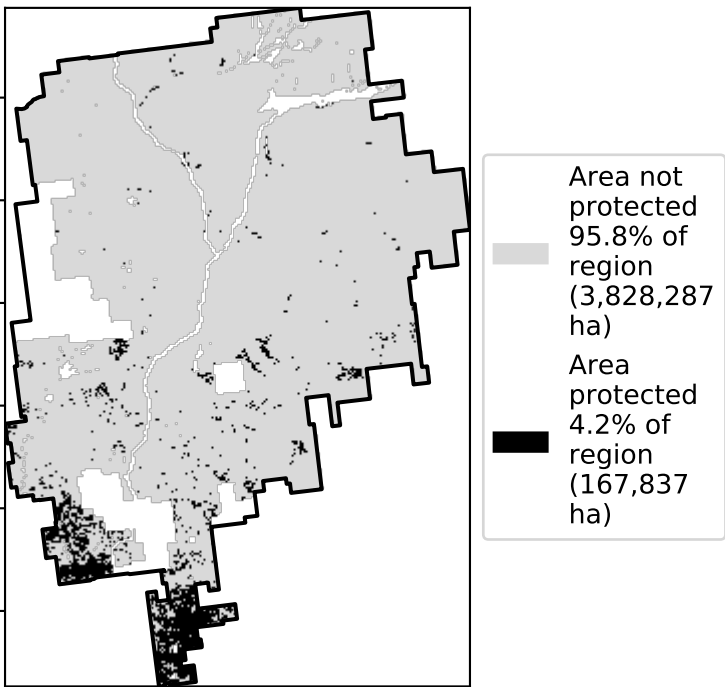 Area not
protected
95.8% of
region
(3,828,287
ha)
Area
protected
4.2% of
region
(167,837
ha)